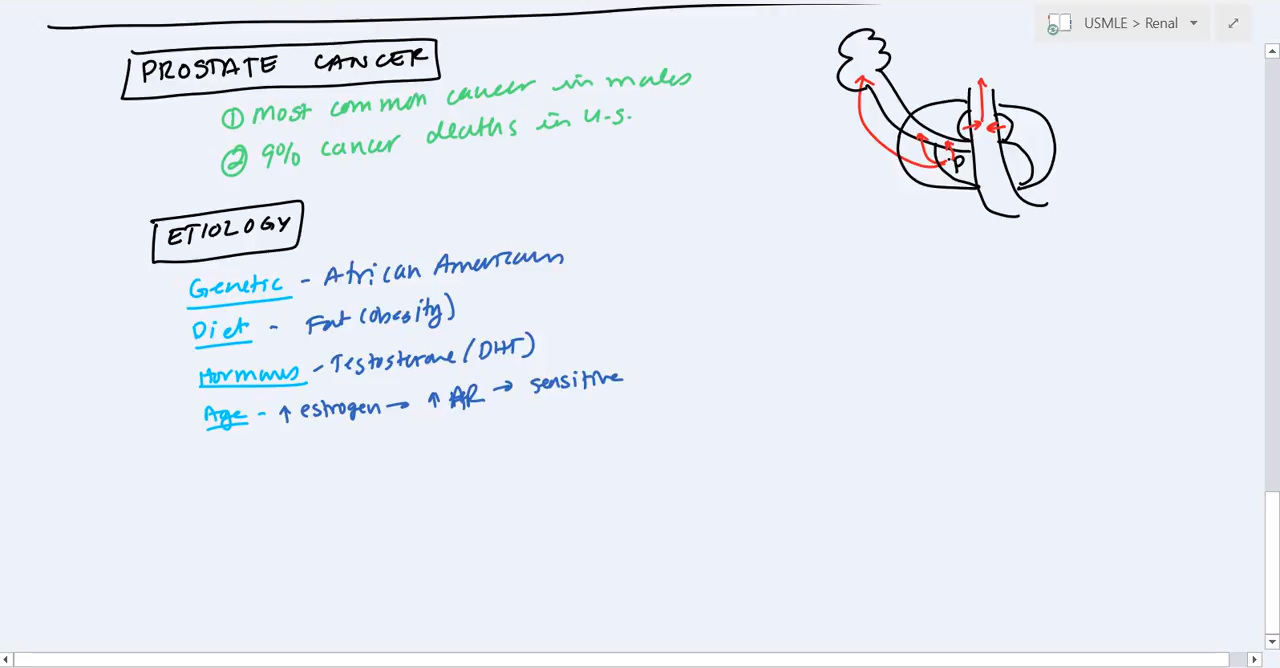 USMLE > Renal
PROSTATE CANCER
① Most common cancer in males
② 9% cancer deaths in U.S.
P
ETIOLOGY
Genetic - African Americans
Diet - Fat (obesity)
Hormones - Testosterone (DHT)
Age - ↑ estrogen → ↑ AR → sensitive